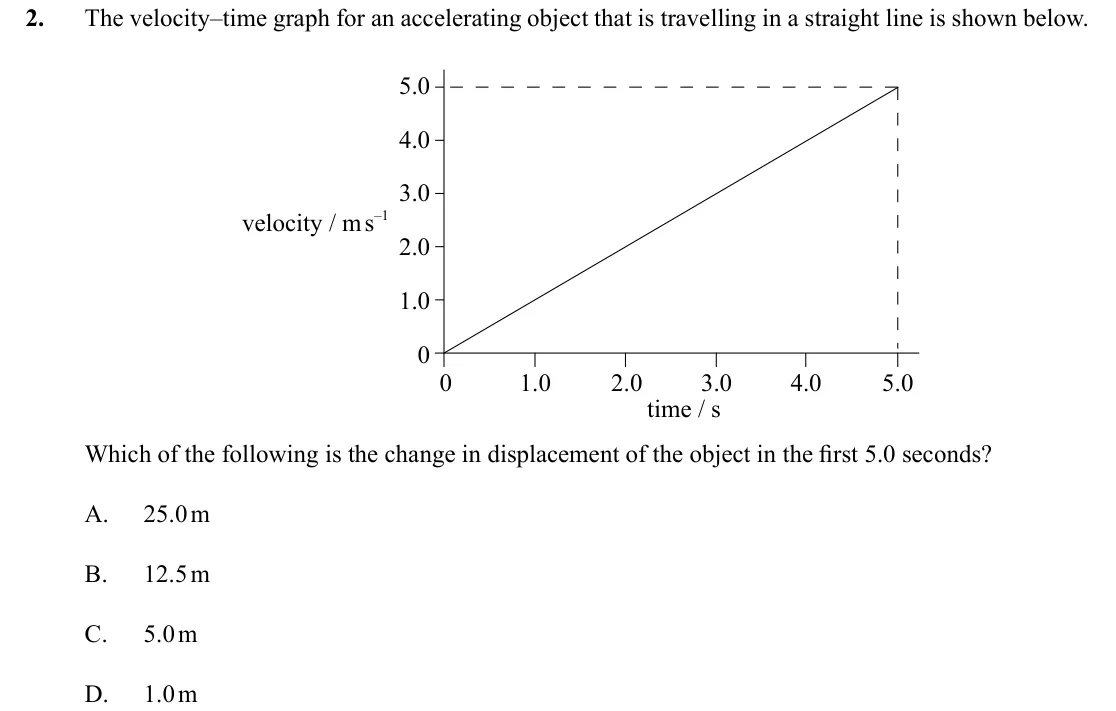 2. The velocity–time graph for an accelerating object that is travelling in a straight line is shown below.
5.0
4.0
3.0
velocity / m s⁻¹
2.0
1.0
0
0 1.0 2.0 3.0 4.0 5.0
time / s
Which of the following is the change in displacement of the object in the first 5.0 seconds?
A. 25.0 m
B. 12.5 m
C. 5.0 m
D. 1.0 m